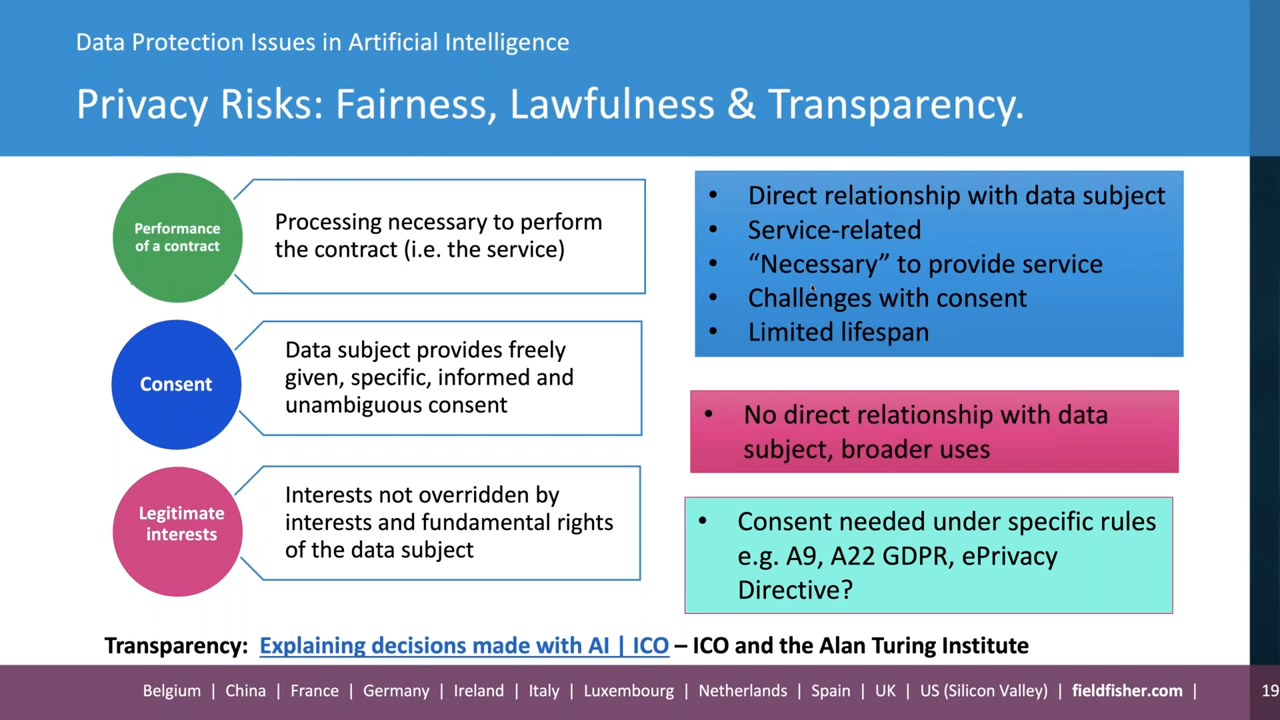 Data Protection Issues in Artificial Intelligence
Privacy Risks: Fairness, Lawfulness & Transparency.
Performance
of a contract
Processing necessary to perform
the contract (i.e. the service)
Consent
Data subject provides freely
given, specific, informed and
unambiguous consent
Legitimate
interests
Interests not overridden by
interests and fundamental rights
of the data subject
• Direct relationship with data subject
• Service-related
• “Necessary” to provide service
• Challenges with consent
• Limited lifespan
• No direct relationship with data
subject, broader uses
• Consent needed under specific rules
e.g. A9, A22 GDPR, ePrivacy
Directive?
Transparency: Explaining decisions made with AI | ICO – ICO and the Alan Turing Institute
Belgium | China | France | Germany | Ireland | Italy | Luxembourg | Netherlands | Spain | UK | US (Silicon Valley) | fieldfisher.com |
19